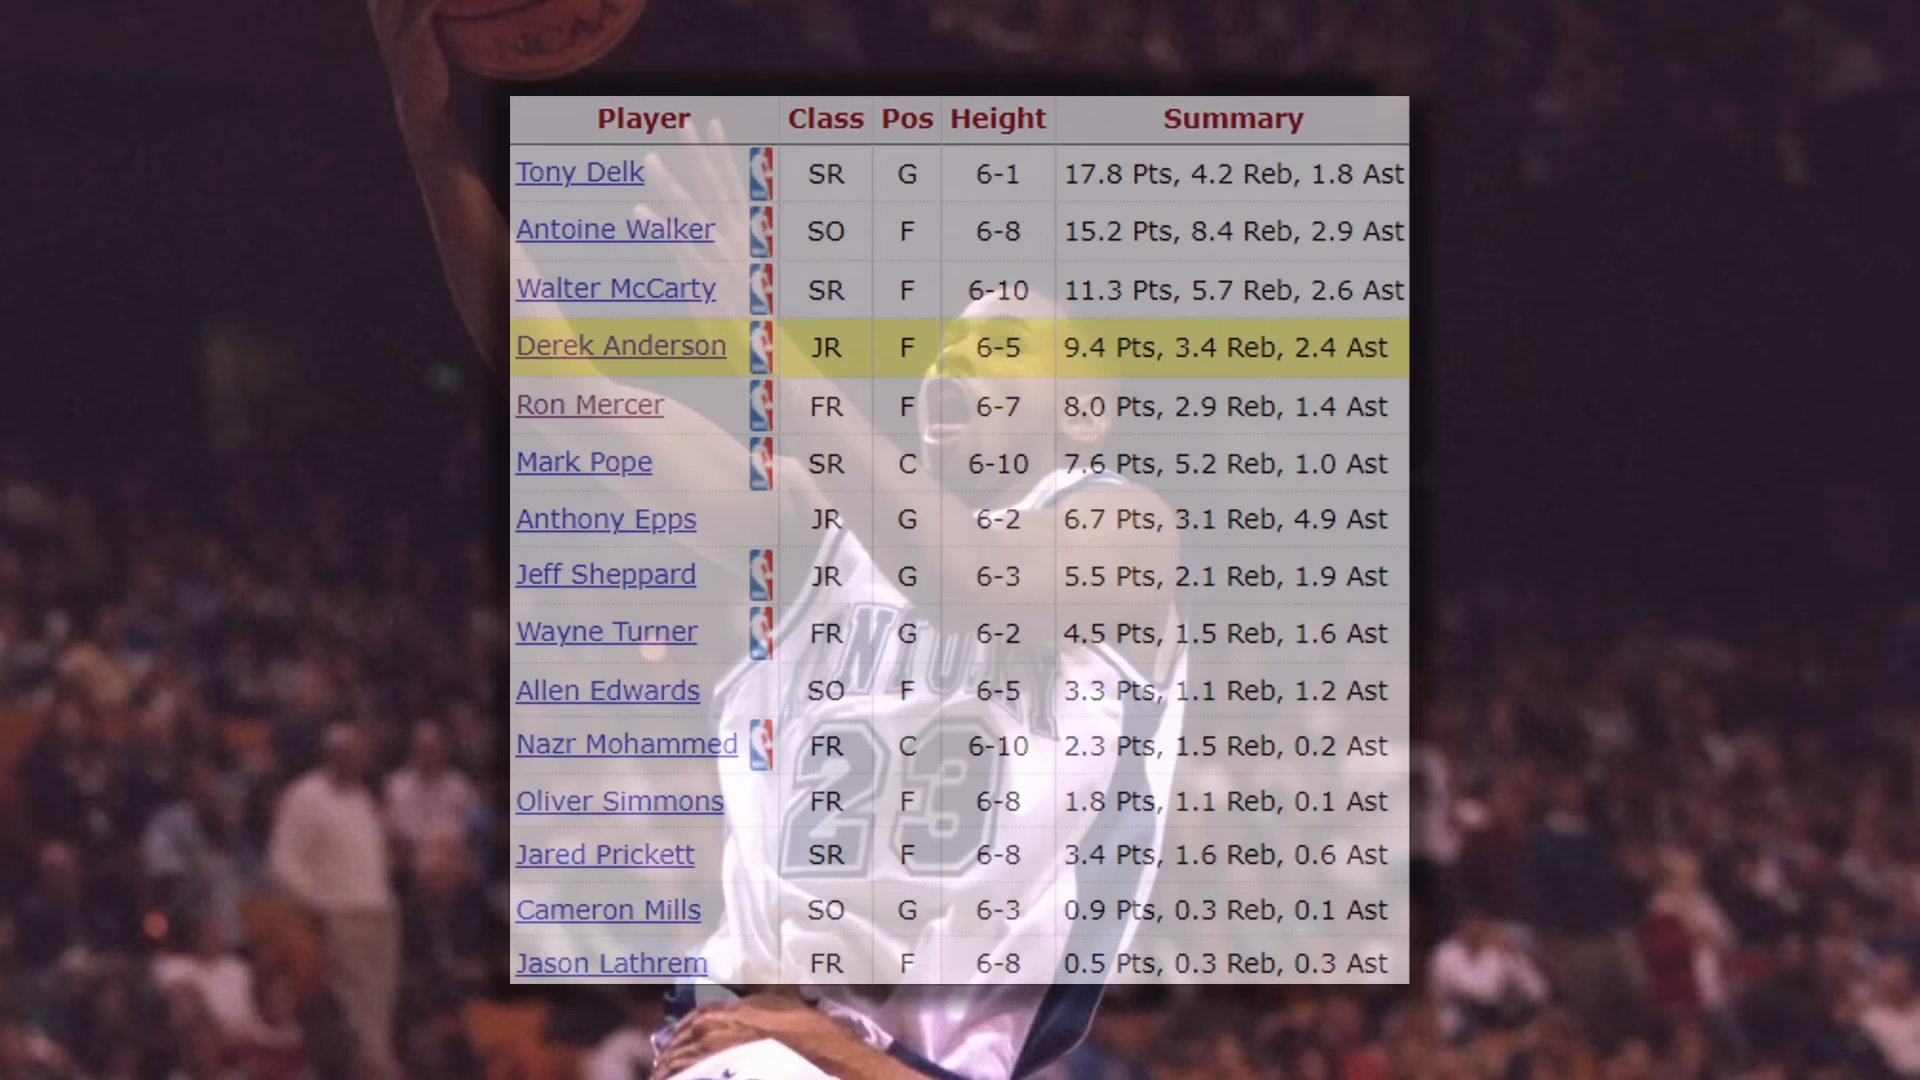 NCAA
Player Class Pos Height Summary
Tony Delk SR G 6-1 17.8 Pts, 4.2 Reb, 1.8 Ast
Antoine Walker SO F 6-8 15.2 Pts, 8.4 Reb, 2.9 Ast
Walter McCarty SR F 6-10 11.3 Pts, 5.7 Reb, 2.6 Ast
Derek Anderson JR F 6-5 9.4 Pts, 3.4 Reb, 2.4 Ast
Ron Mercer FR F 6-7 8.0 Pts, 2.9 Reb, 1.4 Ast
Mark Pope SR C 6-10 7.6 Pts, 5.2 Reb, 1.0 Ast
Anthony Epps JR G 6-2 6.7 Pts, 3.1 Reb, 4.9 Ast
Jeff Sheppard JR G 6-3 5.5 Pts, 2.1 Reb, 1.9 Ast
Wayne Turner FR G 6-2 4.5 Pts, 1.5 Reb, 1.6 Ast
Allen Edwards SO F 6-5 3.3 Pts, 1.1 Reb, 1.2 Ast
Nazr Mohammed FR C 6-10 2.3 Pts, 1.5 Reb, 0.2 Ast
Oliver Simmons FR F 6-8 1.8 Pts, 1.1 Reb, 0.1 Ast
Jared Prickett SR F 6-8 3.4 Pts, 1.6 Reb, 0.6 Ast
Cameron Mills SO G 6-3 0.9 Pts, 0.3 Reb, 0.1 Ast
Jason Lathrem FR F 6-8 0.5 Pts, 0.3 Reb, 0.3 Ast
23